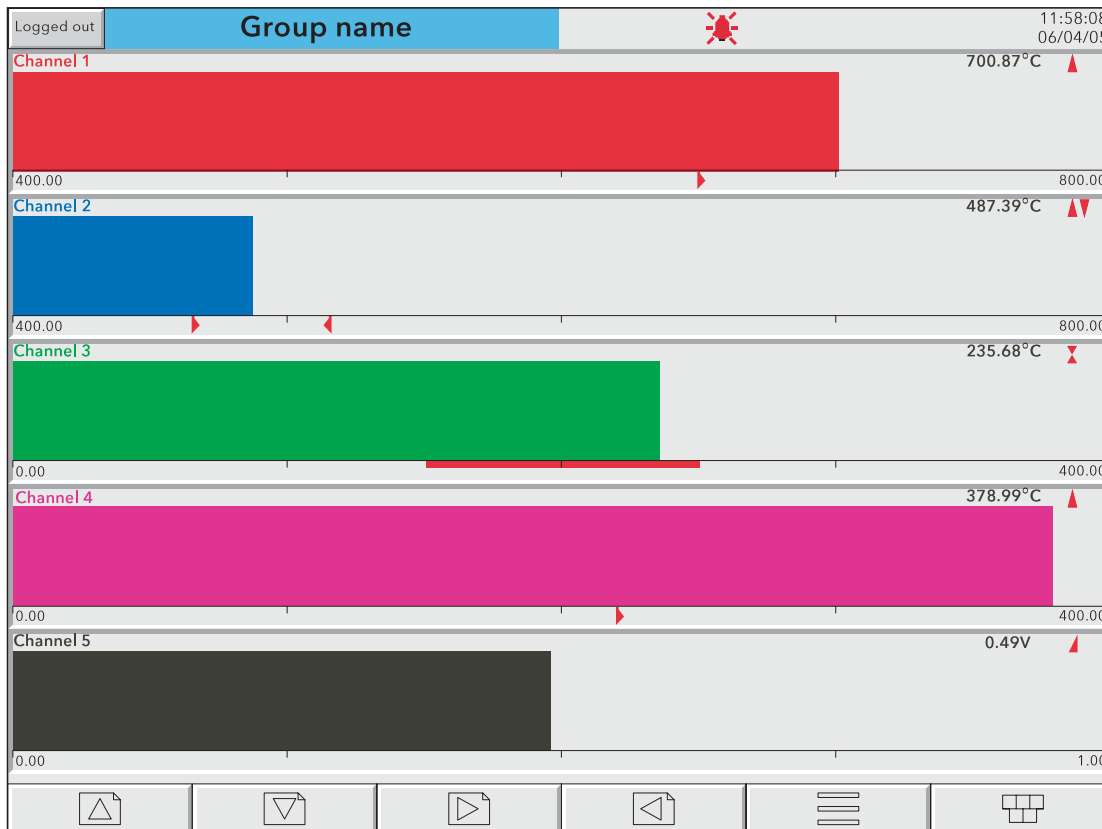 Logged out
Group name
11:58:08
06/04/05
Channel 1
700.87°C
400.00
800.00
Channel 2
487.39°C
400.00
800.00
Channel 3
235.68°C
0.00
400.00
Channel 4
378.99°C
0.00
400.00
Channel 5
0.49V
0.00
1.00